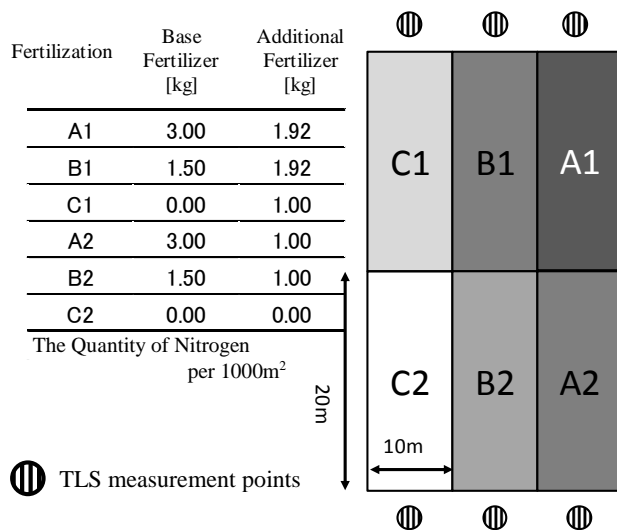 Fertilization Base Fertilizer [kg] Additional Fertilizer [kg]
A1 3.00 1.92
B1 1.50 1.92
C1 0.00 1.00
A2 3.00 1.00
B2 1.50 1.00
C2 0.00 0.00
The Quantity of Nitrogen
per 1000m²
TLS measurement points
C1 B1 A1
C2 B2 A2
20m
10m